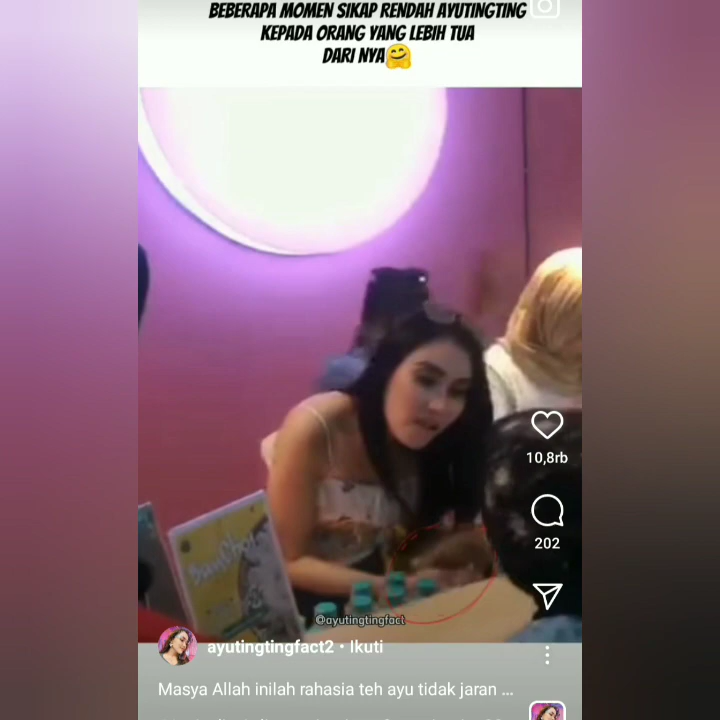 BEBERAPA MOMEN SIKAP RENDAH AYUTINGTING
KEPADA ORANG YANG LEBIH TUA
DARI NYA🤗
10,8rb
202
@ayutingtingfact
ayutingtingfact2 • Ikuti
Masya Allah inilah rahasia teh ayu tidak jaran ...